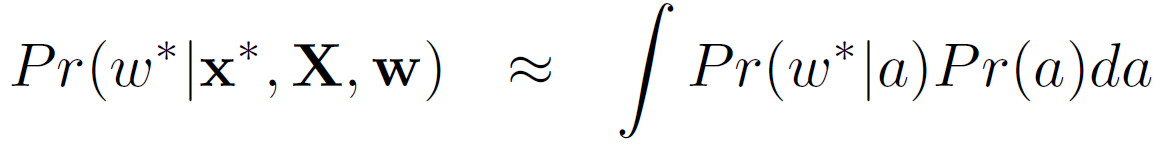 Pr(w*|x*, X, w) ≈ ∫ Pr(w*|a)Pr(a)da